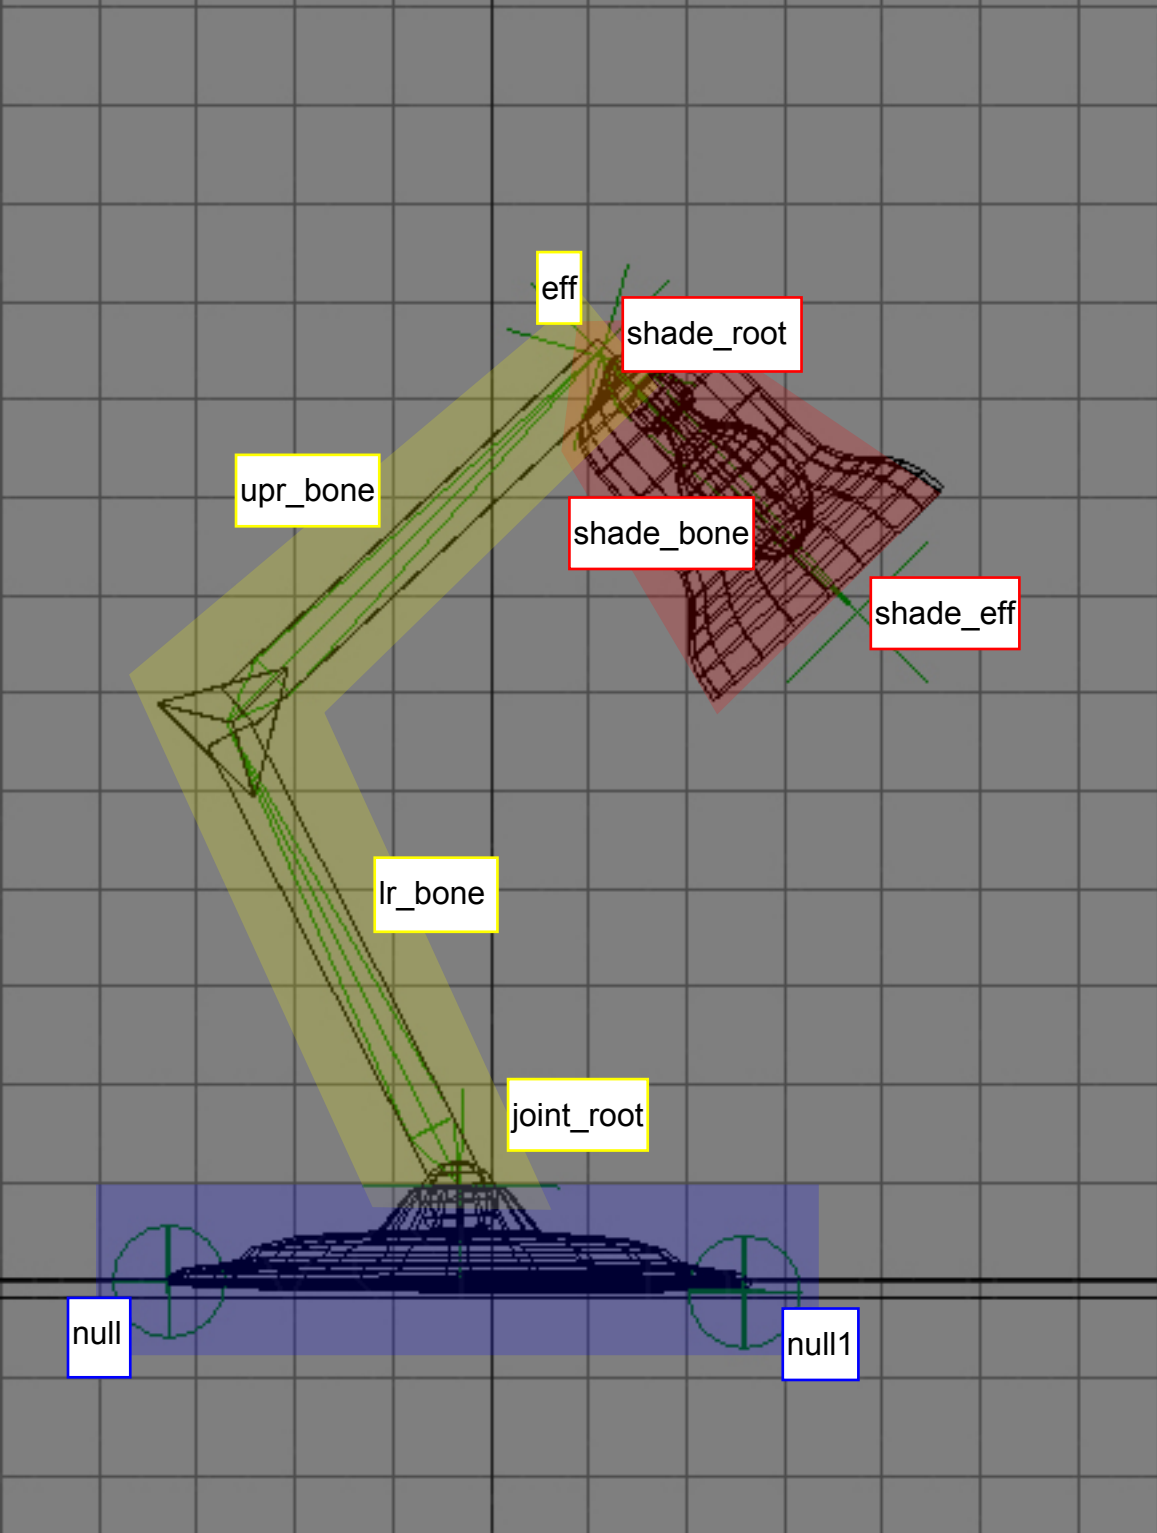 eff
shade_root
upr_bone
shade_bone
shade_eff
lr_bone
joint_root
null
null1